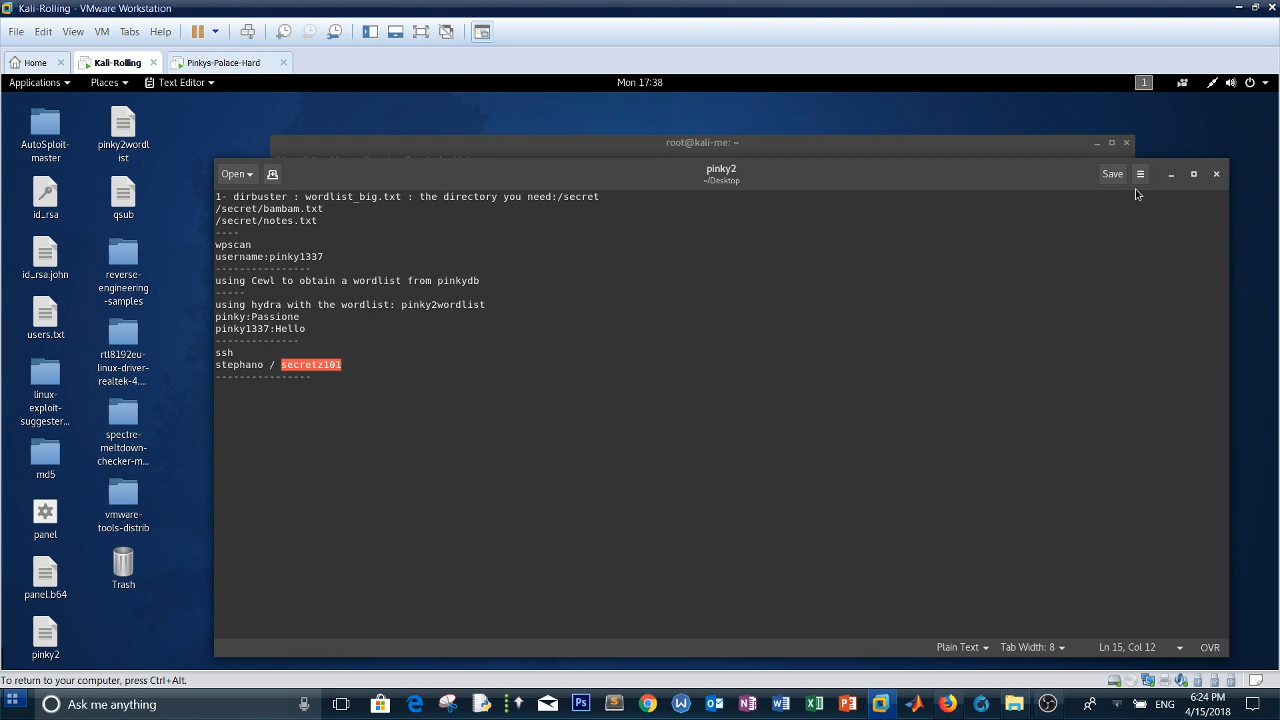 Kali-Rolling - VMware Workstation
File Edit View VM Tabs Help
Home Kali-Rolling Pinkys-Palace-Hard
Applications Places Text Editor Mon 17:38 1
root@kali-me: ~
pinky2
~/Desktop
Open Save
1- dirbuster : wordlist_big.txt : the directory you need:/secret
/secret/bambam.txt
/secret/notes.txt
----
wpscan
username:pinky1337
----------------
using Cewl to obtain a wordlist from pinkydb
-----
using hydra with the wordlist: pinky2wordlist
pinky:Passione
pinky1337:Hello
--------------
ssh
stephano / secretz101
----------------
Plain Text Tab Width: 8 Ln 15, Col 12 OVR
AutoSploit-
master
pinky2wordl
ist
id_rsa
qsub
id_rsa.john
reverse-
engineering
-samples
users.txt
rtl8192eu-
linux-driver-
realtek-4....
linux-
exploit-
suggester...
spectre-
meltdown-
checker-m...
md5
vmware-
tools-distrib
panel
Trash
panel.b64
pinky2
To return to your computer, press Ctrl+Alt.
Ask me anything
ENG
6:24 PM
4/15/2018